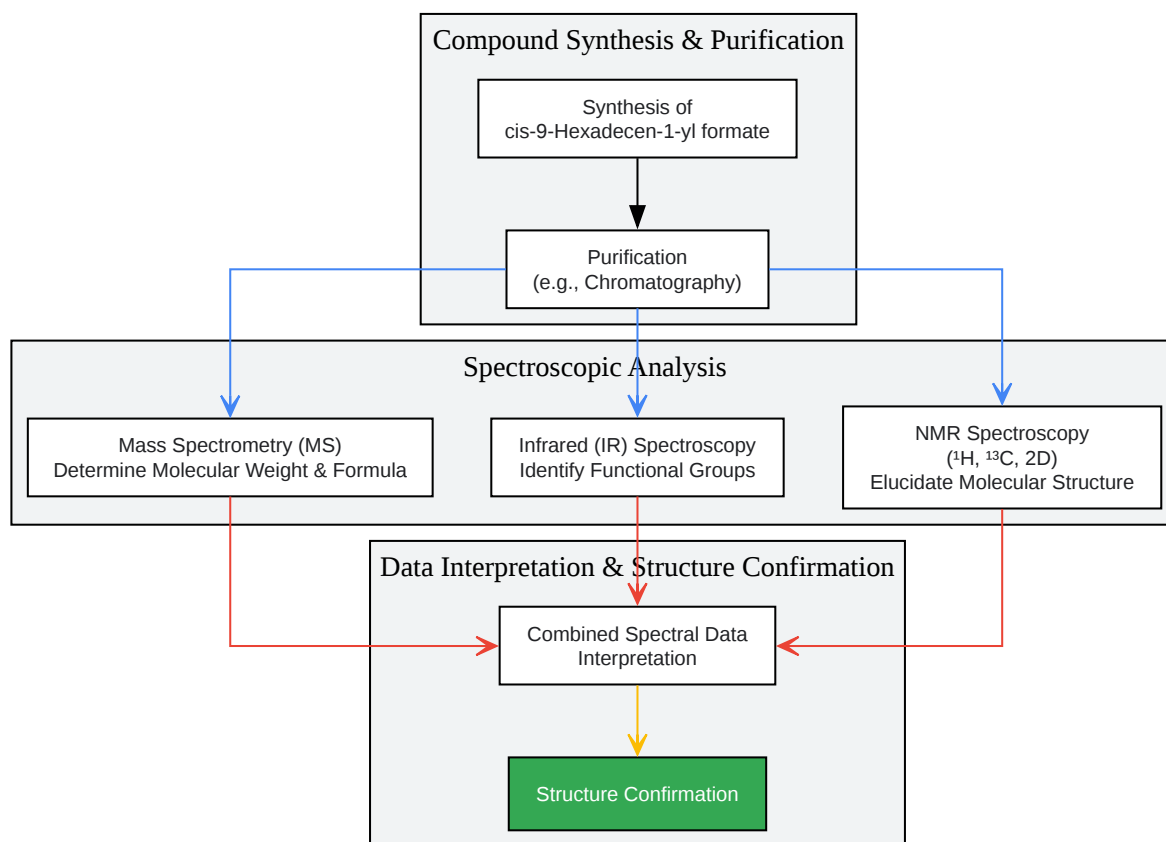 Compound Synthesis & Purification
Synthesis of
cis-9-Hexadecen-1-yl formate
Purification
(e.g., Chromatography)
Spectroscopic Analysis
Mass Spectrometry (MS)
Determine Molecular Weight & Formula
Infrared (IR) Spectroscopy
Identify Functional Groups
NMR Spectroscopy
(¹H, ¹³C, 2D)
Elucidate Molecular Structure
Data Interpretation & Structure Confirmation
Combined Spectral Data
Interpretation
Structure Confirmation